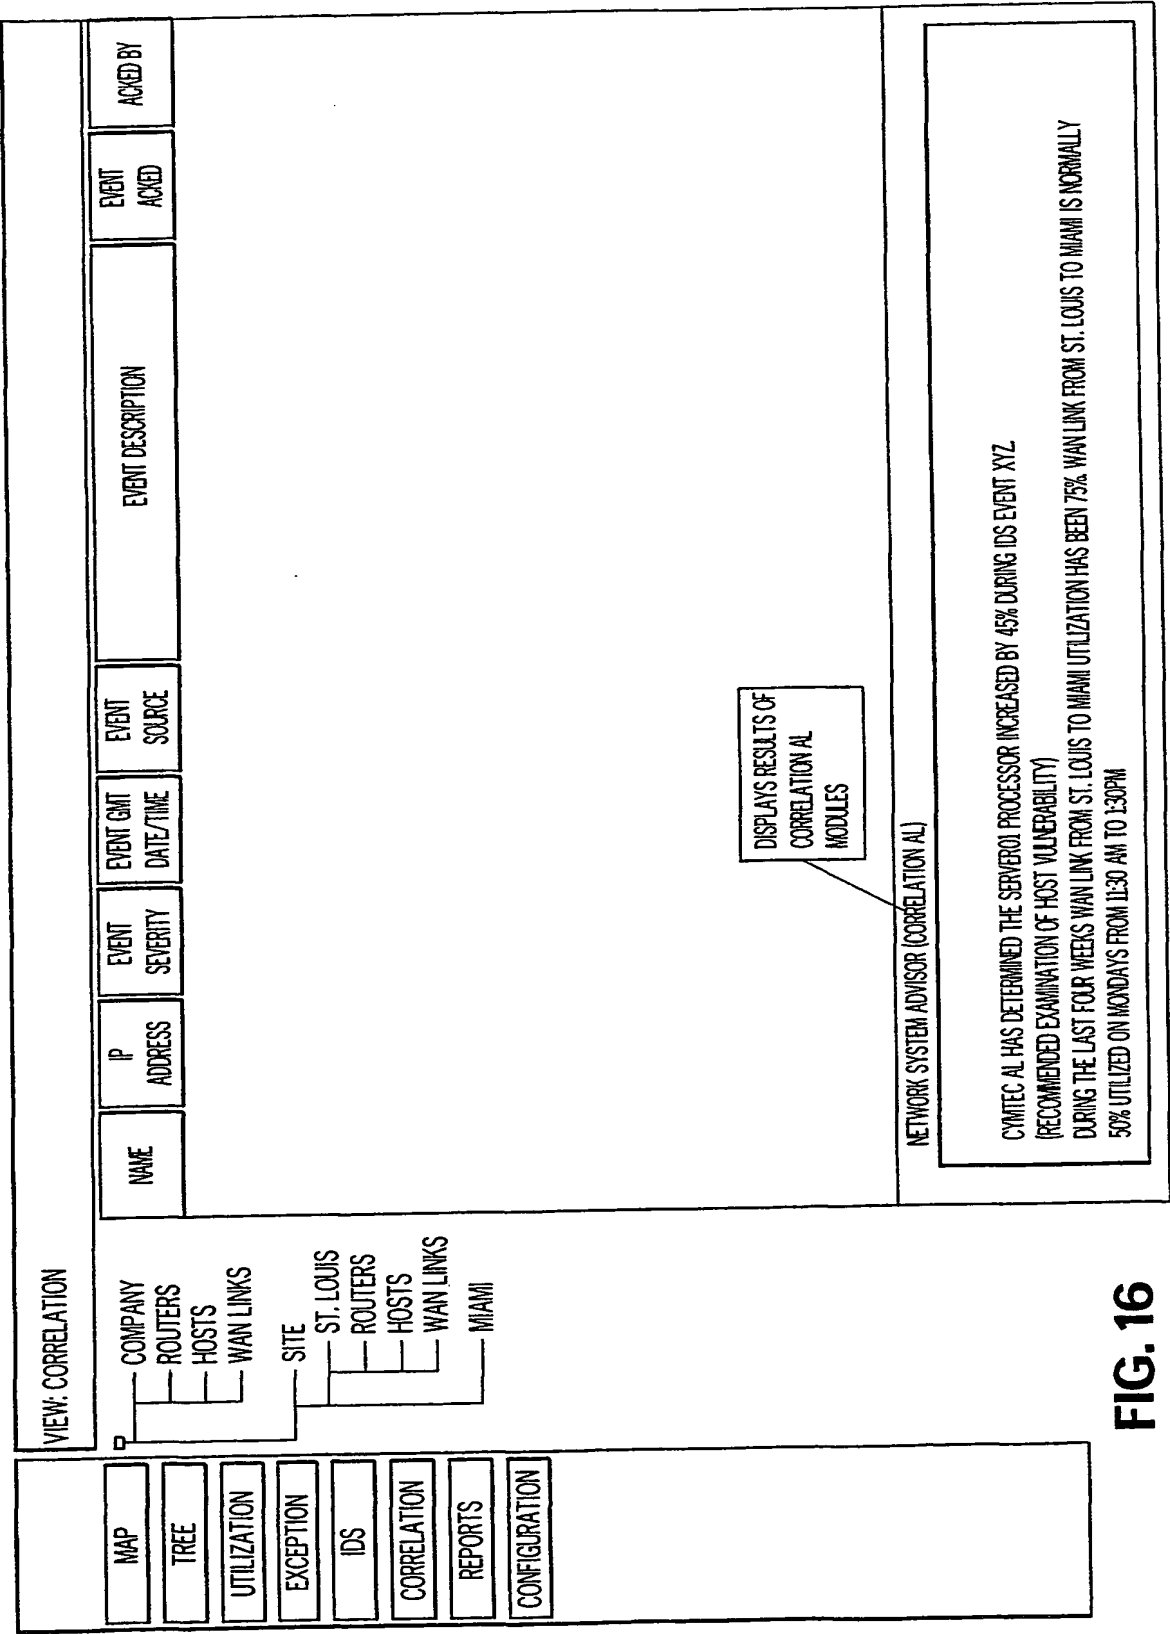 VIEW: CORRELATION
MAP
TREE
UTILIZATION
EXCEPTION
IDS
CORRELATION
REPORTS
CONFIGURATION
COMPANY
ROUTERS
HOSTS
WAN LINKS
SITE
ST. LOUIS
ROUTERS
HOSTS
WAN LINKS
MIAMI
NAME
IP
ADDRESS
EVENT
SEVERITY
EVENT GMT
DATE/TIME
EVENT
SOURCE
EVENT DESCRIPTION
EVENT
ACKED
ACKED BY
DISPLAYS RESULTS OF
CORRELATION AL
MODULES
NETWORK SYSTEM ADVISOR (CORRELATION AL)
CYMTEC AL HAS DETERMINED THE SERVER01 PROCESSOR INCREASED BY 45% DURING IDS EVENT XYZ.
(RECOMMENDED EXAMINATION OF HOST VULNERABILITY)
DURING THE LAST FOUR WEEKS WAN LINK FROM ST. LOUIS TO MIAMI UTILIZATION HAS BEEN 75%. WAN LINK FROM ST. LOUIS TO MIAMI IS NORMALLY
50% UTILIZED ON MONDAYS FROM 11:30 AM TO 1:30PM
FIG. 16